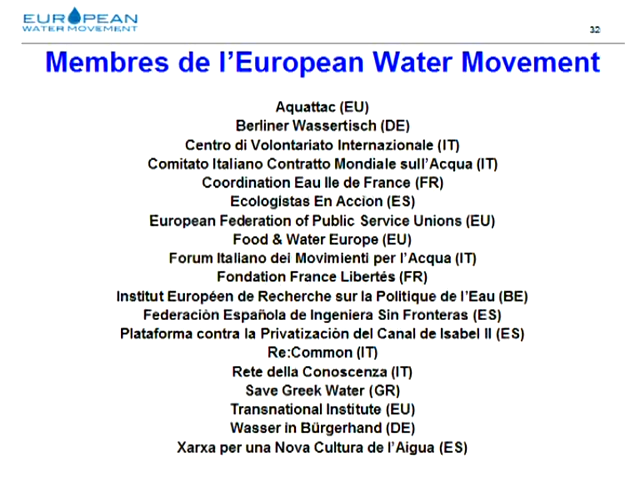 EUROPEAN
WATER MOVEMENT
32
Membres de l'European Water Movement
Aquattac (EU)
Berliner Wassertisch (DE)
Centro di Volontariato Internazionale (IT)
Comitato Italiano Contratto Mondiale sull'Acqua (IT)
Coordination Eau Ile de France (FR)
Ecologistas En Accion (ES)
European Federation of Public Service Unions (EU)
Food & Water Europe (EU)
Forum Italiano dei Movimienti per l'Acqua (IT)
Fondation France Libertés (FR)
Institut Européen de Recherche sur la Politique de l'Eau (BE)
Federación Española de Ingeniera Sin Fronteras (ES)
Plataforma contra la Privatización del Canal de Isabel II (ES)
Re:Common (IT)
Rete della Conoscenza (IT)
Save Greek Water (GR)
Transnational Institute (EU)
Wasser in Bürgerhand (DE)
Xarxa per una Nova Cultura de l'Aigua (ES)